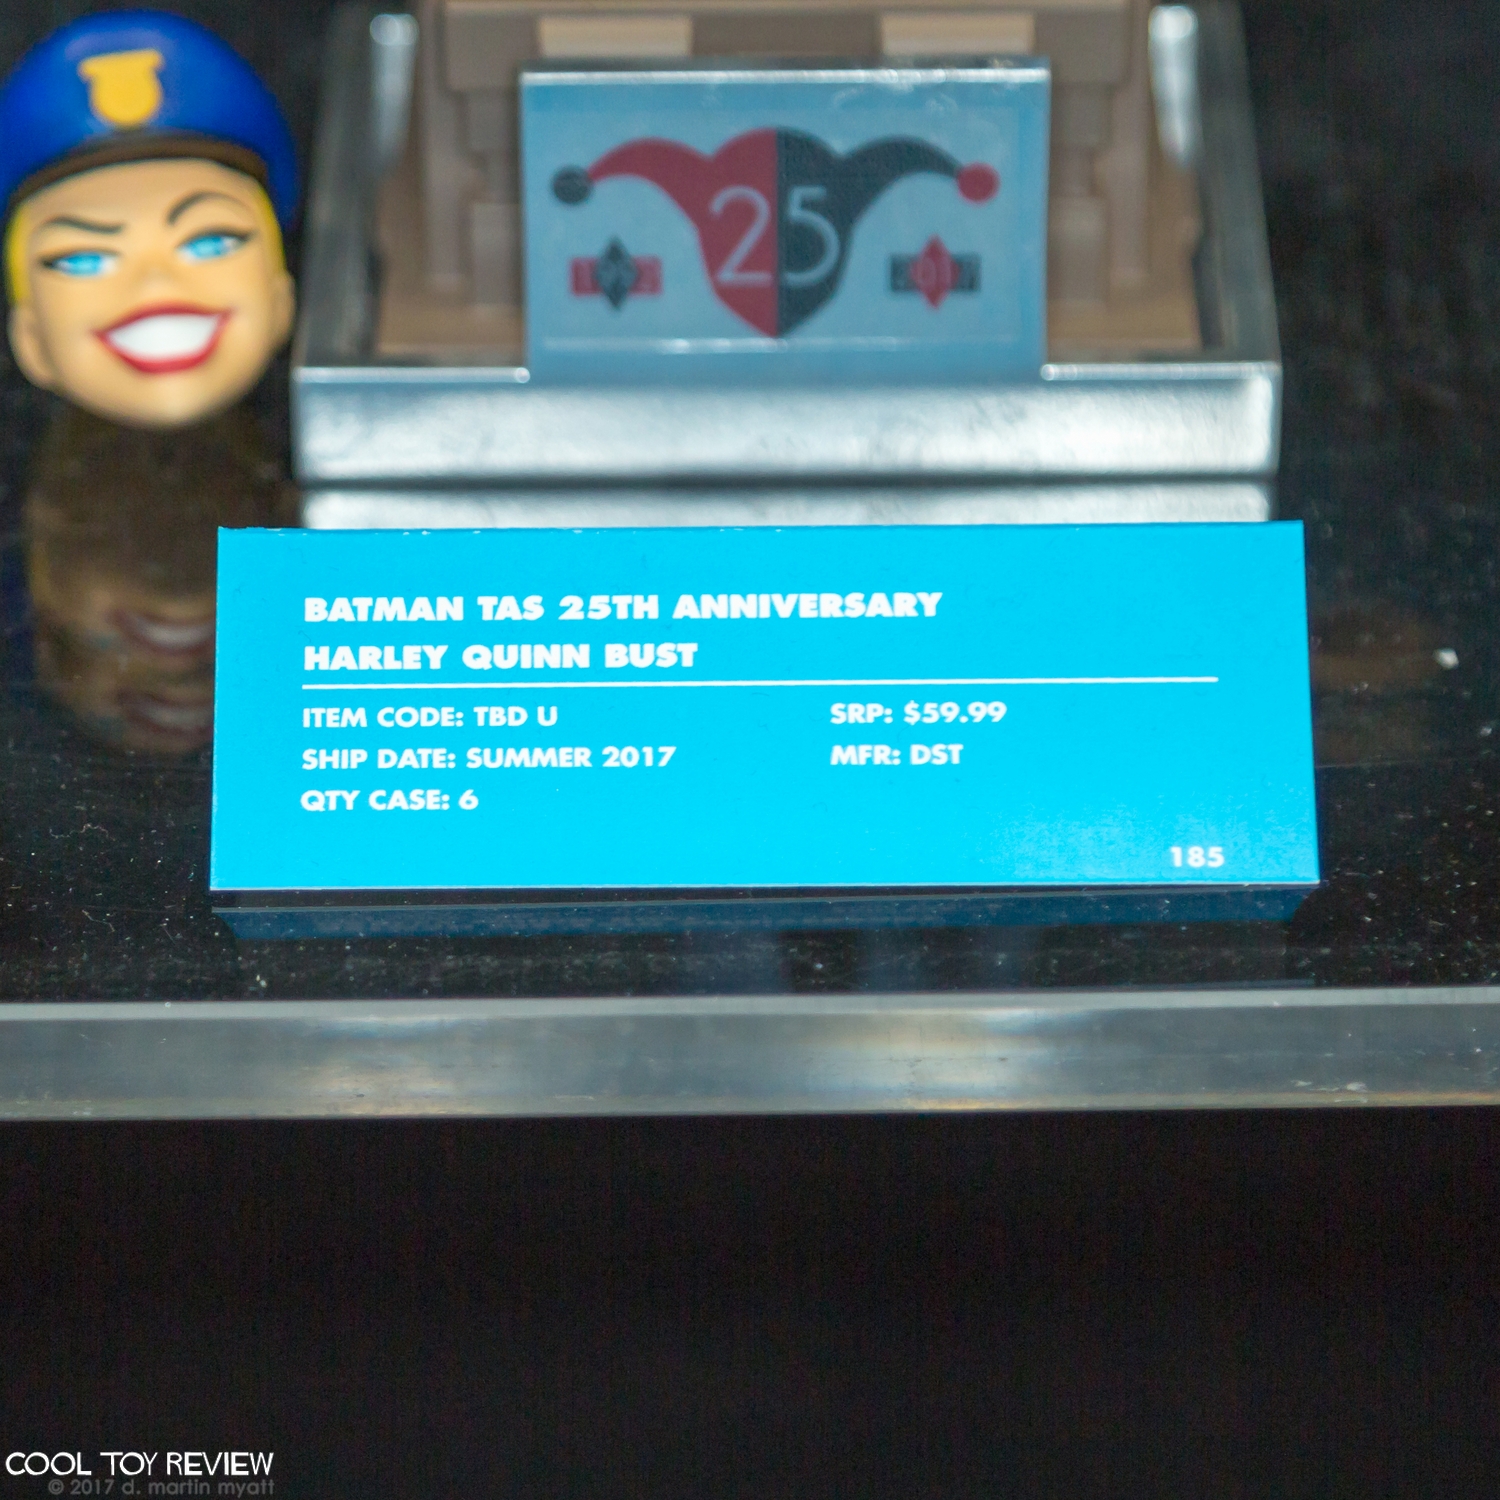 25
BATMAN TAS 25TH ANNIVERSARY
HARLEY QUINN BUST
ITEM CODE: TBD U
SRP: $59.99
SHIP DATE: SUMMER 2017
MFR: DST
QTY CASE: 6
185
COOL TOY REVIEW
© 2017 d. martin myatt